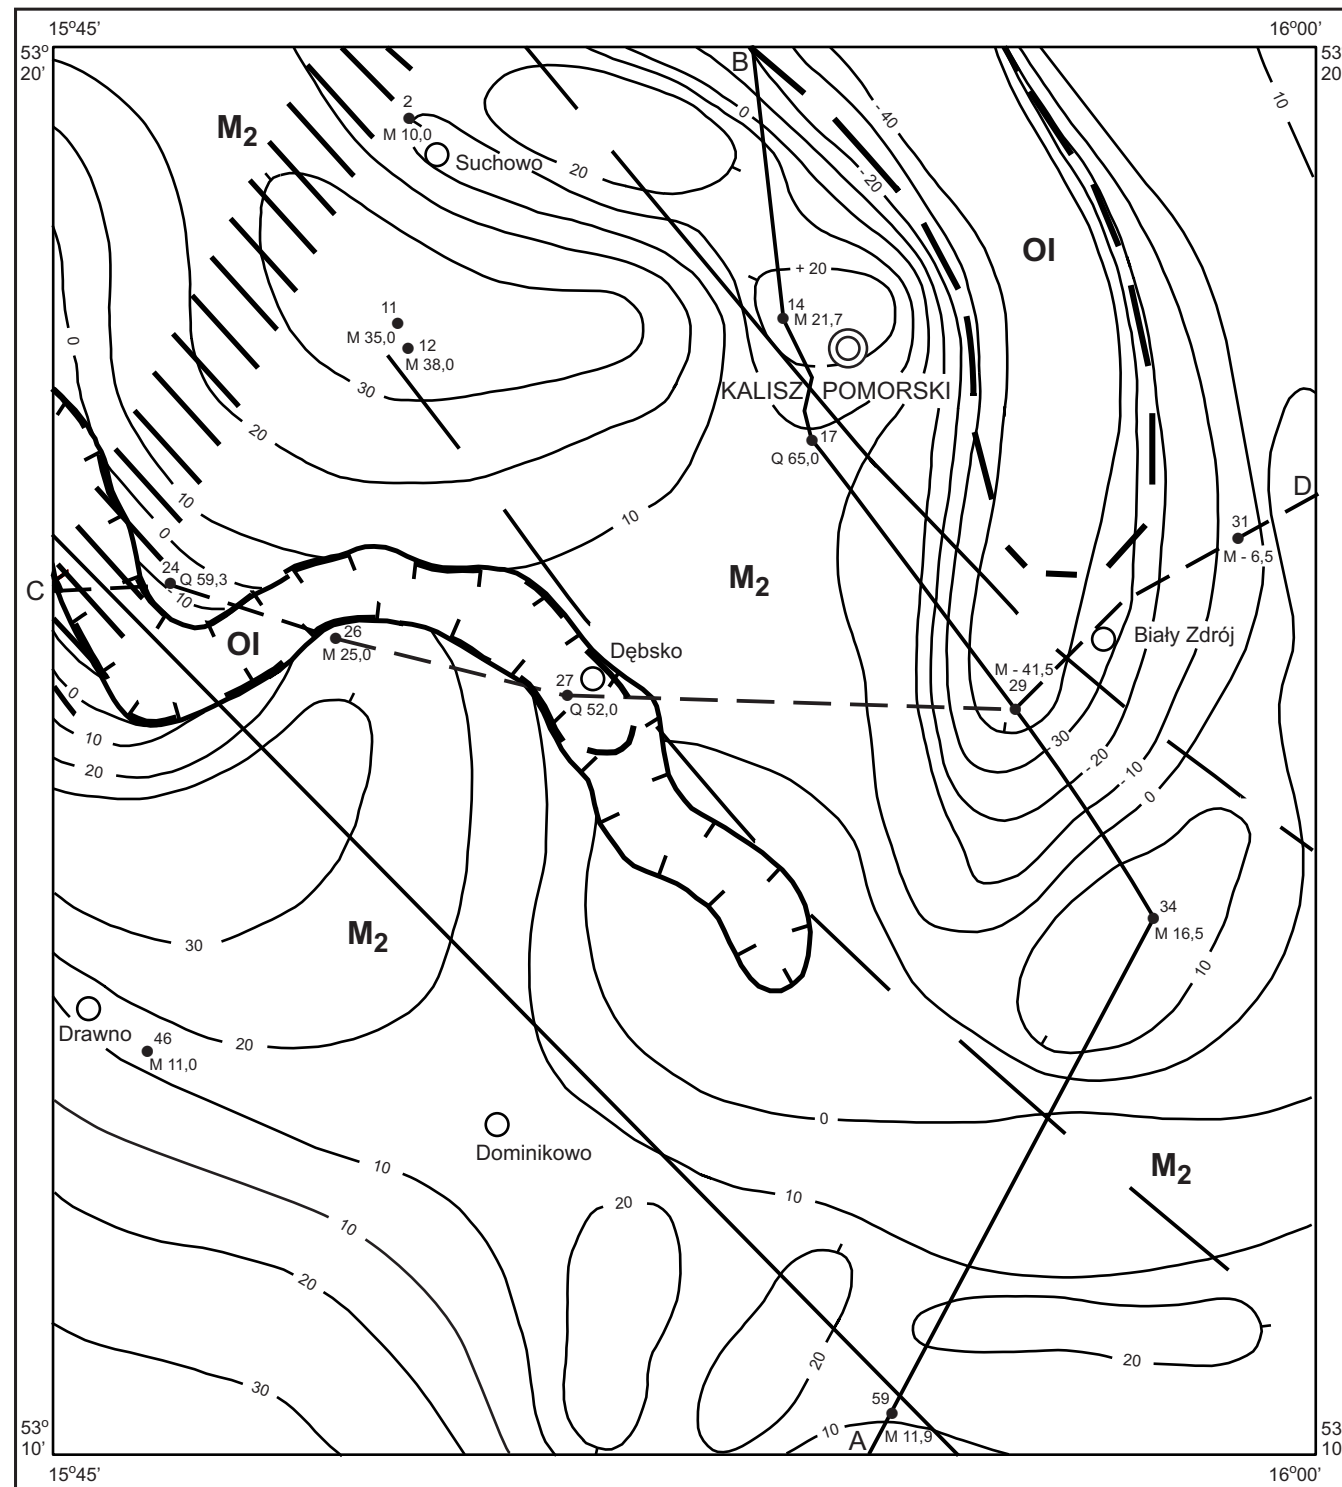 15°45’
16°00’
53°
20’
53
20
B
- 40
0
10
2
M 10,0
M₂
Suchowo
20
- 20
Ol
+ 20
14
M 21,7
11
M 35,0
12
M 38,0
0
30
KALISZ POMORSKI
20
17
Q 65,0
D
10
10
31
M - 6,5
0
24
Q 59,3
- 10
C
M₂
Ol
26
M 25,0
Dębsko
Biały Zdrój
27
Q 52,0
M - 41,5
29
0
10
20
- 30
- 20
- 10
0
34
M 16,5
30
M₂
10
Drawno
46
M 11,0
20
0
Dominikowo
10
M₂
10
20
10
20
30
20
20
59
M 11,9
10
A
53°
10’
53
10
15°45’
16°00’